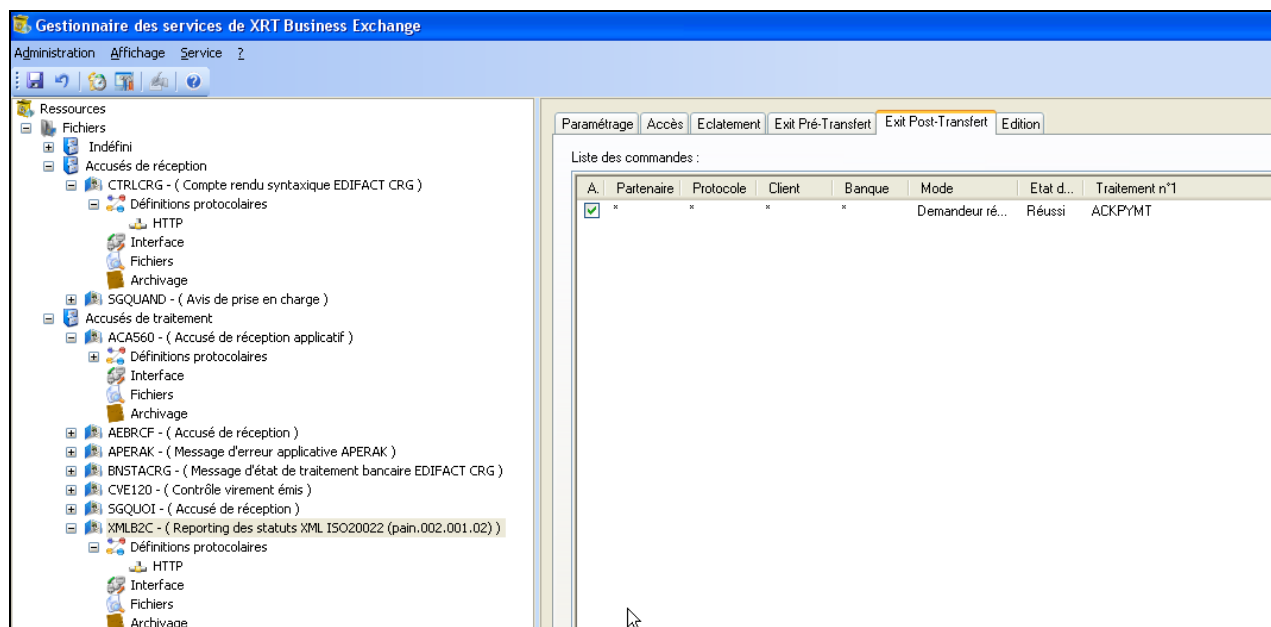 Gestionnaire des services de XRT Business Exchange
Administration Affichage Service ?
Ressources
Fichiers
Indéfini
Accusés de réception
CTRLCRG - ( Compte rendu syntaxique EDIFACT CRG )
Définitions protocolaires
HTTP
Interface
Fichiers
Archivage
SGQUAND - ( Avis de prise en charge )
Accusés de traitement
ACA560 - ( Accusé de réception applicatif )
Définitions protocolaires
Interface
Fichiers
Archivage
AEBRCF - ( Accusé de réception )
APERAK - ( Message d'erreur applicative APERAK )
BNSTACRG - ( Message d'état de traitement bancaire EDIFACT CRG )
CVE120 - ( Contrôle virement émis )
SGQUOI - ( Accusé de réception )
XMLB2C - ( Reporting des statuts XML ISO20022 (pain.002.001.02) )
Définitions protocolaires
HTTP
Interface
Fichiers
Archivage
Paramétrage Accès Eclatement Exit Pré-Transfert Exit Post-Transfert Edition
Liste des commandes :
A. Partenaire Protocole Client Banque Mode Etat d... Traitement n°1
* * * * Demandeur ré... Réussi ACKPYMT